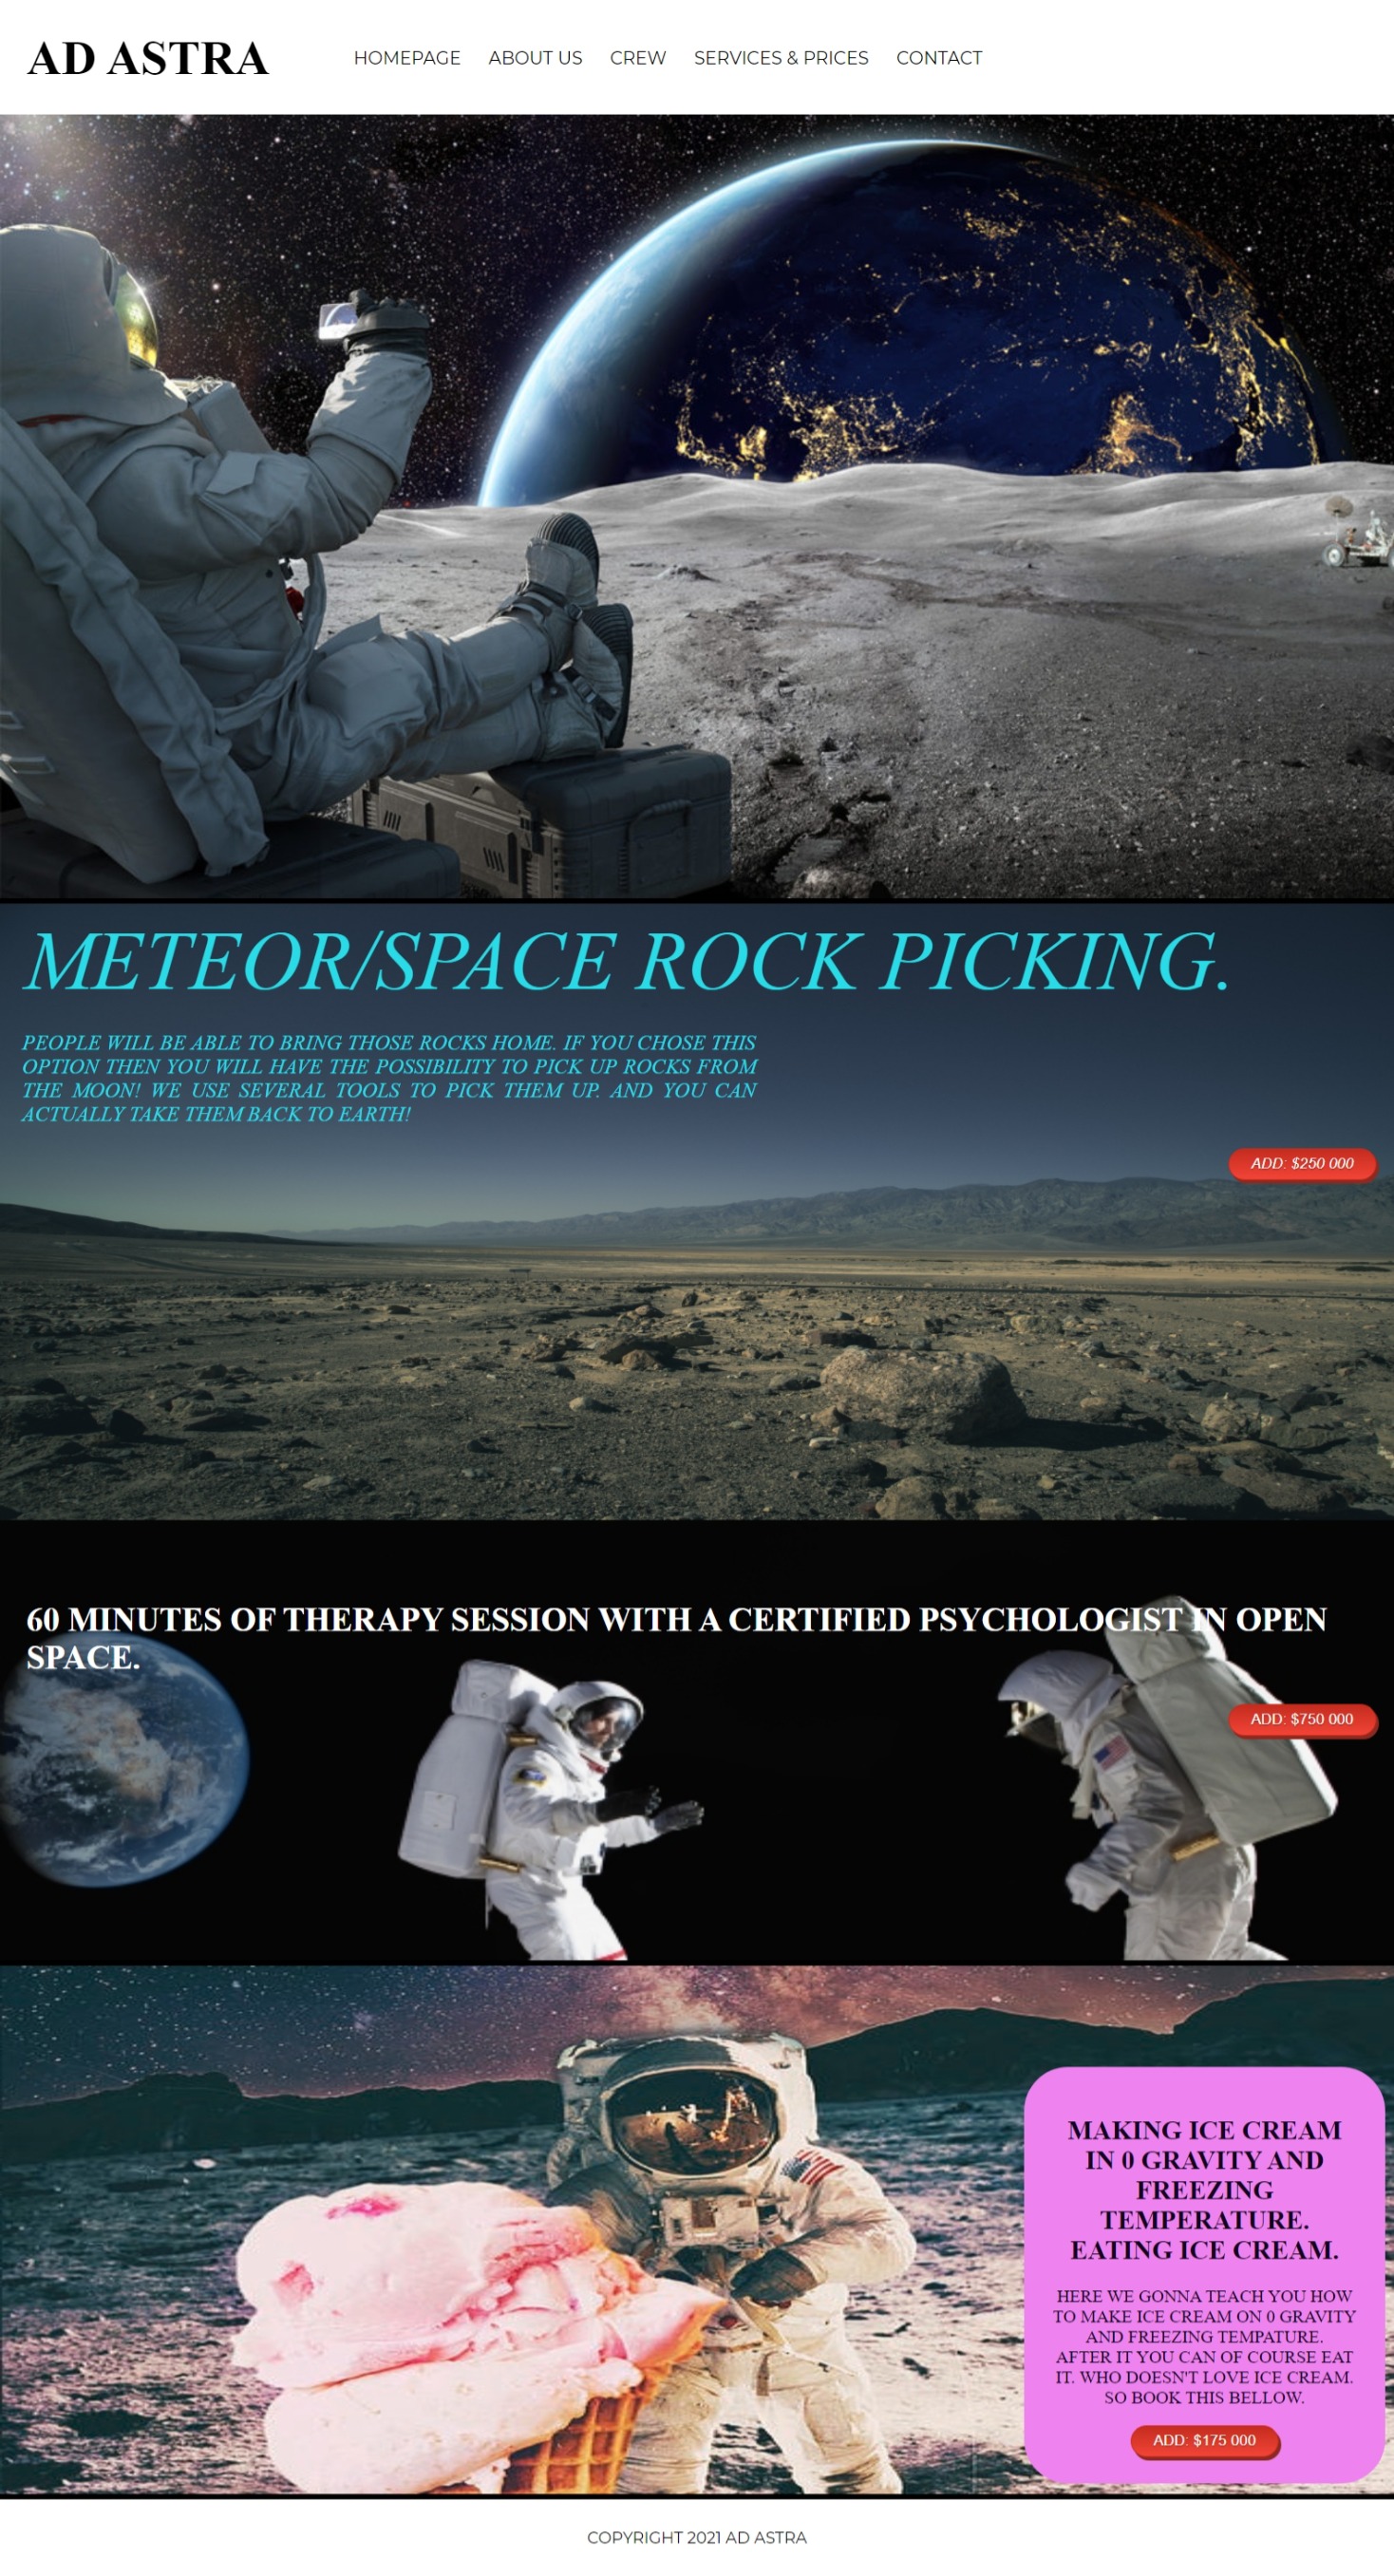 AD ASTRA
HOMEPAGE ABOUT US CREW SERVICES & PRICES CONTACT
METEOR/SPACE ROCK PICKING.
PEOPLE WILL BE ABLE TO BRING THOSE ROCKS HOME. IF YOU CHOSE THIS
OPTION THEN YOU WILL HAVE THE POSSIBILITY TO PICK UP ROCKS FROM
THE MOON! WE USE SEVERAL TOOLS TO PICK THEM UP. AND YOU CAN
ACTUALLY TAKE THEM BACK TO EARTH!
ADD: $250 000
60 MINUTES OF THERAPY SESSION WITH A CERTIFIED PSYCHOLOGIST IN OPEN
SPACE.
ADD: $750 000
MAKING ICE CREAM
IN 0 GRAVITY AND
FREEZING
TEMPERATURE.
EATING ICE CREAM.
HERE WE GONNA TEACH YOU HOW
TO MAKE ICE CREAM ON 0 GRAVITY
AND FREEZING TEMPATURE.
AFTER IT YOU CAN OF COURSE EAT
IT. WHO DOESN'T LOVE ICE CREAM.
SO BOOK THIS BELLOW.
ADD: $175 000
COPYRIGHT 2021 AD ASTRA